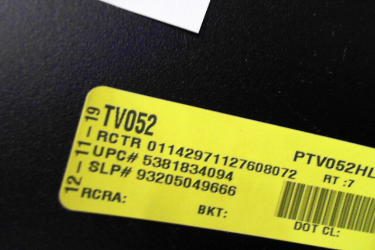 12-11-19
TV052
RCTR 01142971127608072
UPC# 5381834094
SLP# 93205049666
RCRA:
BKT:
PTV052HL
RT :7
DOT CL: